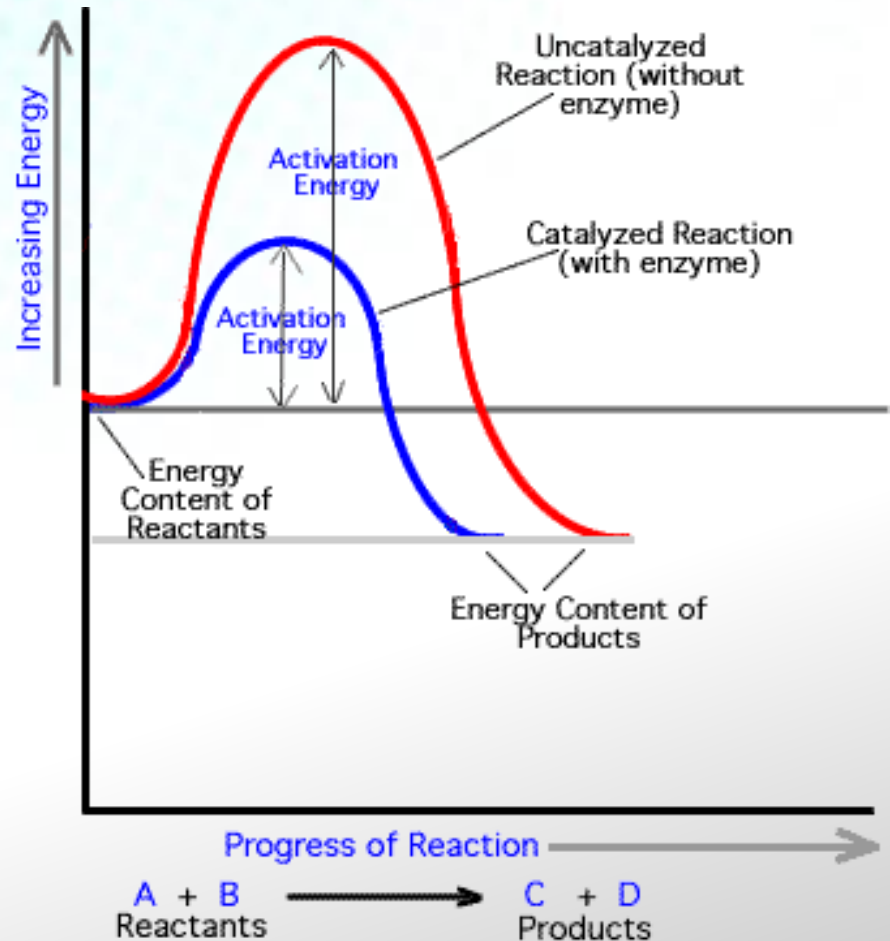 Increasing Energy
Uncatalyzed
Reaction (without
enzyme)
Activation
Energy
Catalyzed Reaction
(with enzyme)
Activation
Energy
Energy
Content of
Reactants
Energy Content of
Products
Progress of Reaction
A + B
C + D
Reactants
Products